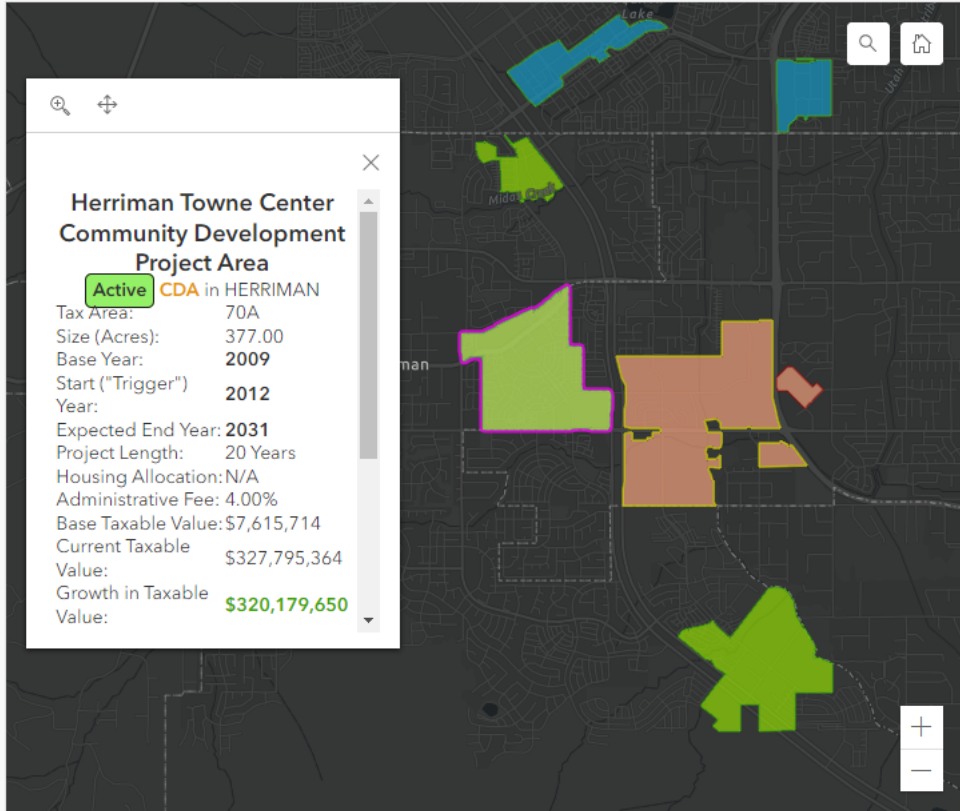 Lake
Utah
Herriman Towne Center
Community Development
Project Area
Active CDA in HERRIMAN
Tax Area: 70A
Size (Acres): 377.00
Base Year: 2009
Start ("Trigger")
Year: 2012
Expected End Year: 2031
Project Length: 20 Years
Housing Allocation: N/A
Administrative Fee: 4.00%
Base Taxable Value: $7,615,714
Current Taxable
Value: $327,795,364
Growth in Taxable
Value: $320,179,650
Midas Creek
man